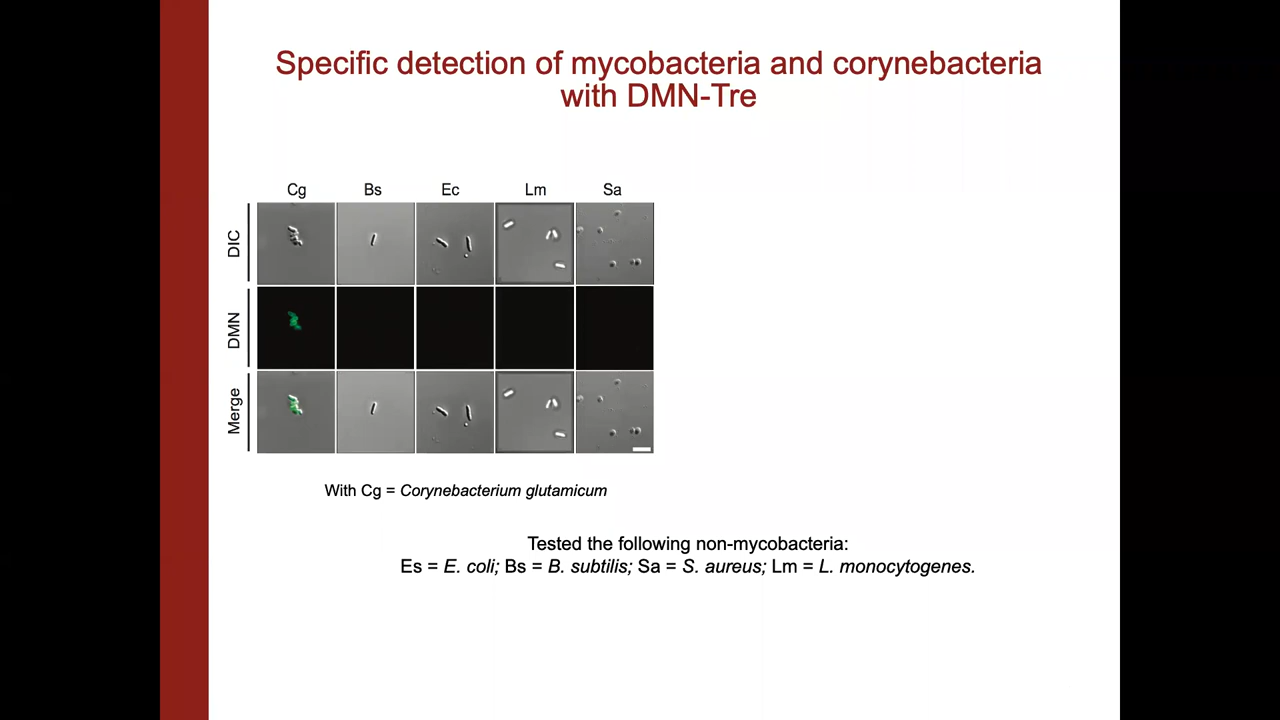 Specific detection of mycobacteria and corynebacteria
with DMN-Tre
Cg Bs Ec Lm Sa
DIC
DMN
Merge
With Cg = Corynebacterium glutamicum
Tested the following non-mycobacteria:
Es = E. coli; Bs = B. subtilis; Sa = S. aureus; Lm = L. monocytogenes.